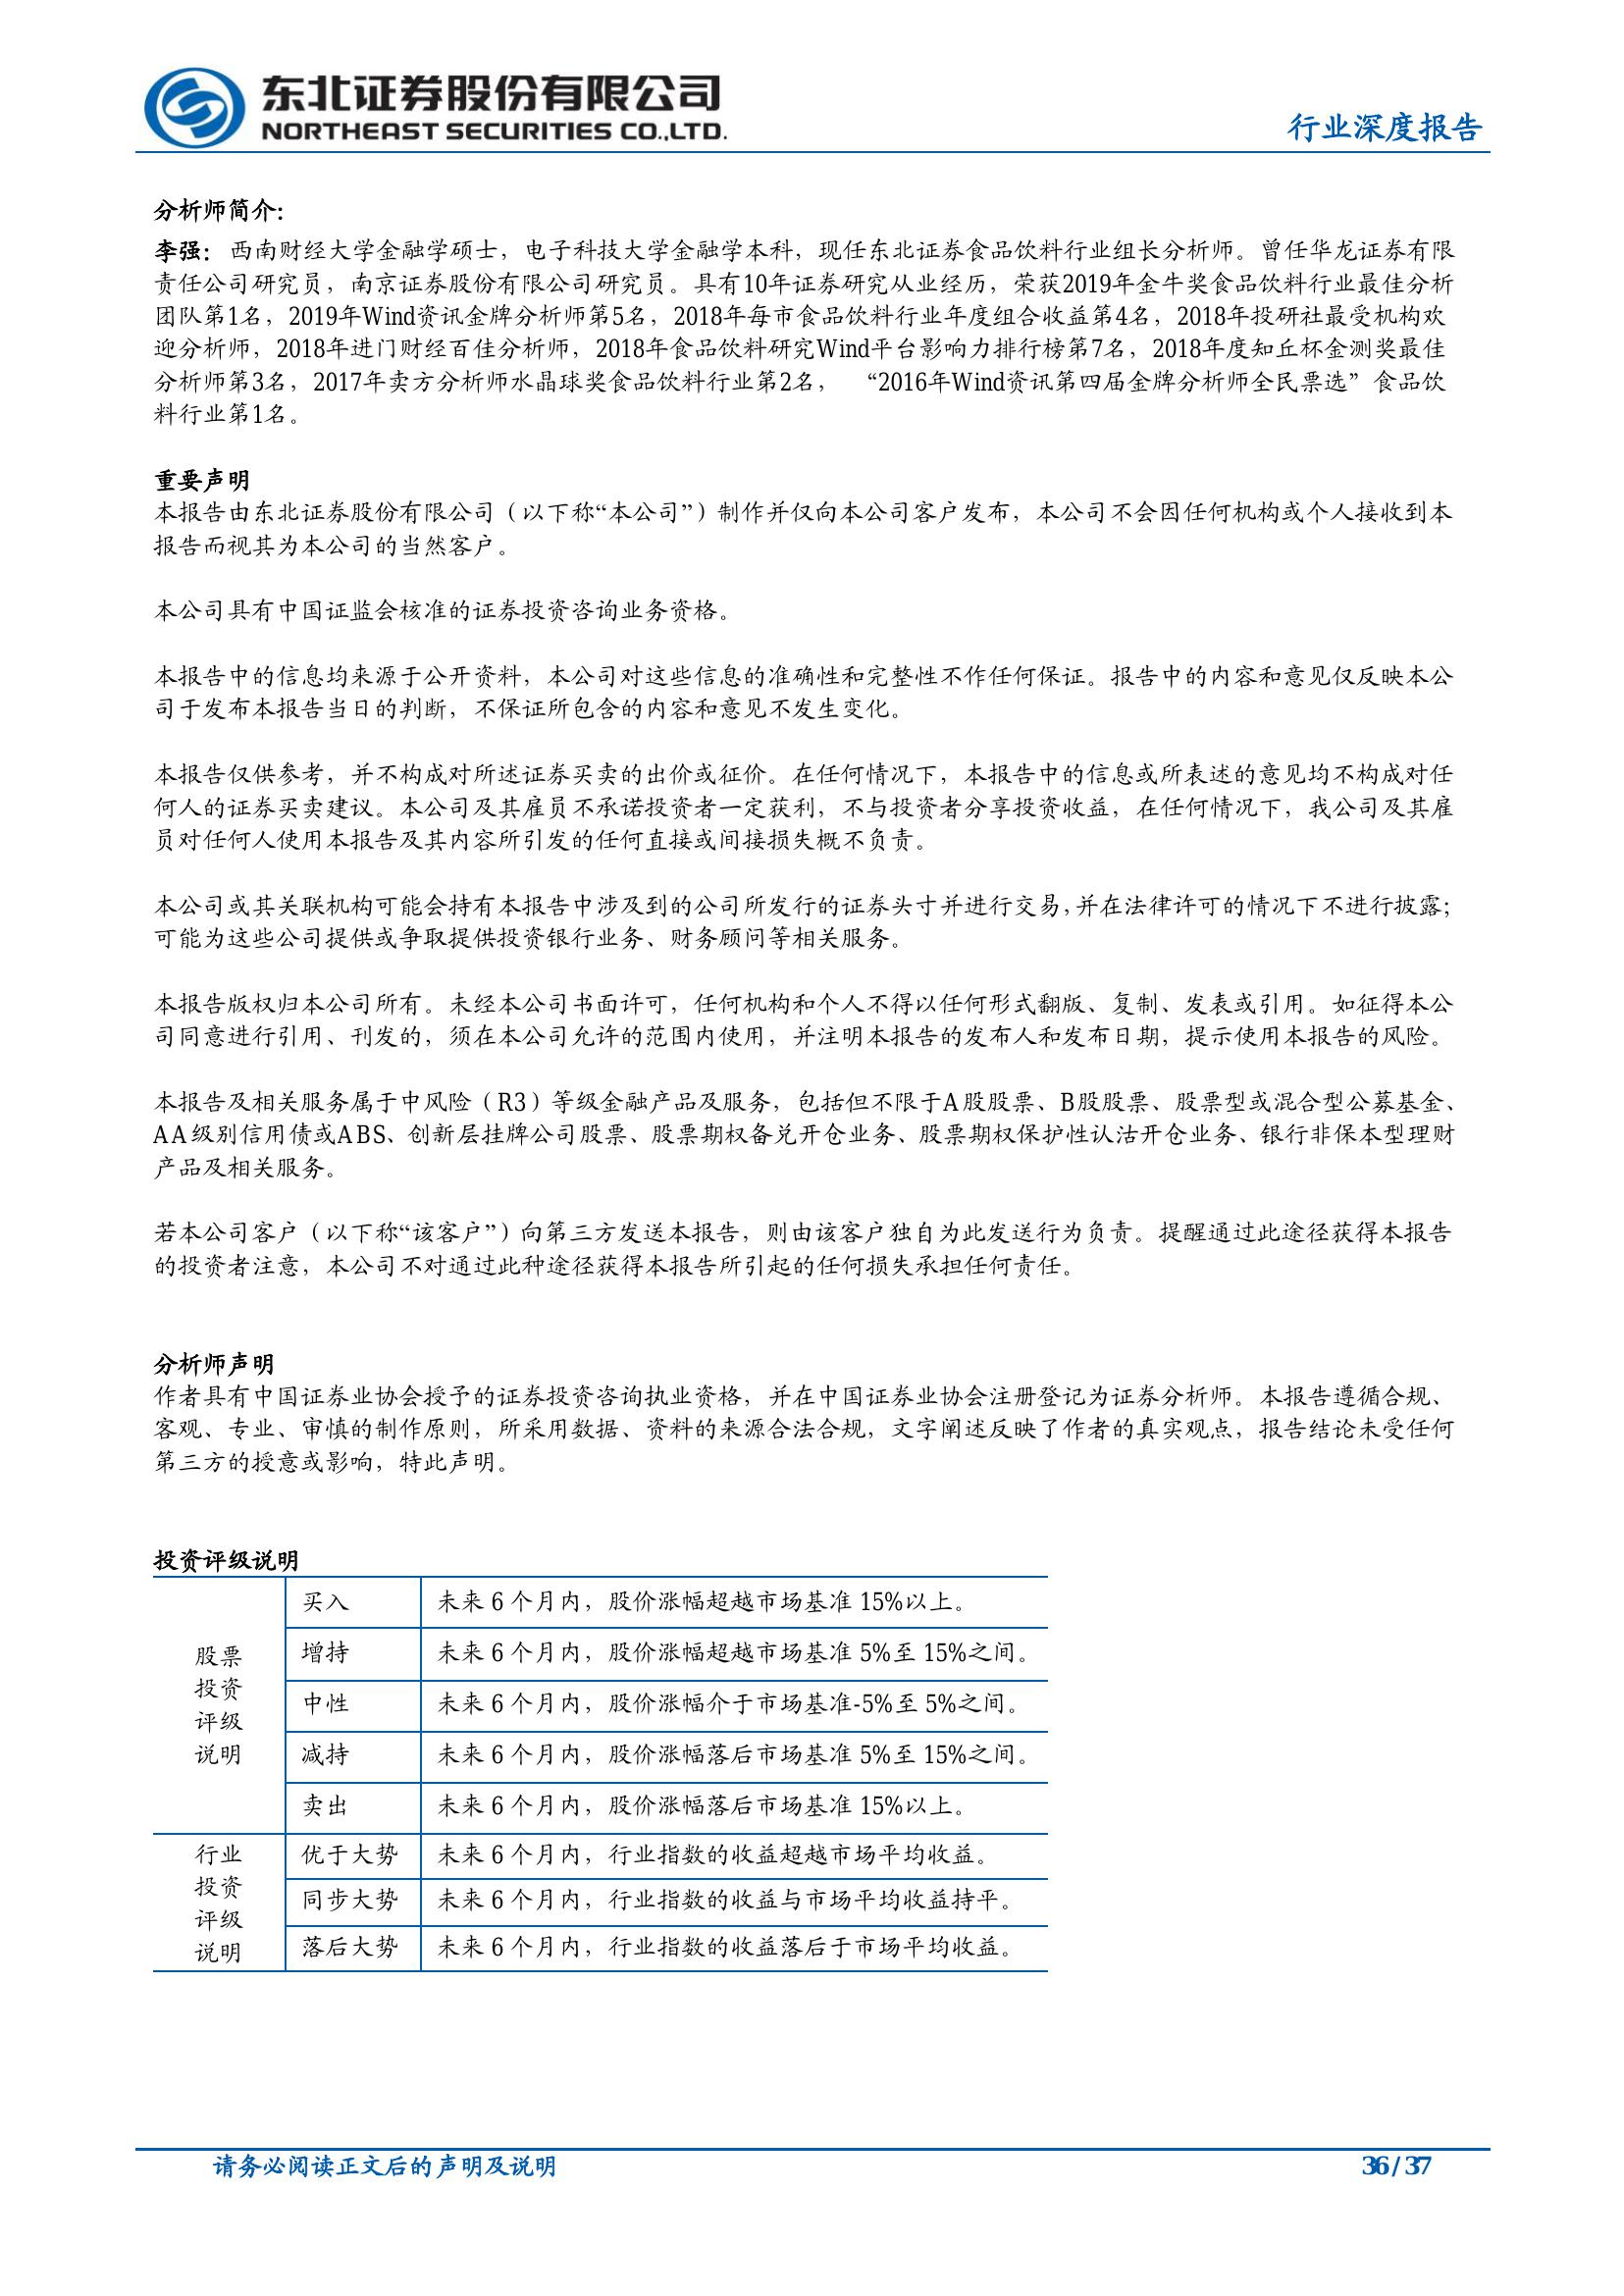 东北证券股份有限公司
NORTHEAST SECURITIES CO.,LTD.
行业深度报告
分析师简介:
李强：西南财经大学金融学硕士，电子科技大学金融学本科，现任东北证券食品饮料行业组长分析师。曾任华龙证券有限
责任公司研究员，南京证券股份有限公司研究员。具有10年证券研究从业经历，荣获2019年金牛奖食品饮料行业最佳分析
团队第1名，2019年Wind资讯金牌分析师第5名，2018年每市食品饮料行业年度组合收益第4名，2018年投研社最受机构欢
迎分析师，2018年进门财经百佳分析师，2018年食品饮料研究Wind平台影响力排行榜第7名，2018年度知丘杯金测奖最佳
分析师第3名，2017年卖方分析师水晶球奖食品饮料行业第2名， “2016年Wind资讯第四届金牌分析师全民票选”食品饮
料行业第1名。
重要声明
本报告由东北证券股份有限公司（以下称“本公司”）制作并仅向本公司客户发布，本公司不会因任何机构或个人接收到本
报告而视其为本公司的当然客户。
本公司具有中国证监会核准的证券投资咨询业务资格。
本报告中的信息均来源于公开资料，本公司对这些信息的准确性和完整性不作任何保证。报告中的内容和意见仅反映本公
司于发布本报告当日的判断，不保证所包含的内容和意见不发生变化。
本报告仅供参考，并不构成对所述证券买卖的出价或征价。在任何情况下，本报告中的信息或所表述的意见均不构成对任
何人的证券买卖建议。本公司及其雇员不承诺投资者一定获利，不与投资者分享投资收益，在任何情况下，我公司及其雇
员对任何人使用本报告及其内容所引发的任何直接或间接损失概不负责。
本公司或其关联机构可能会持有本报告中涉及到的公司所发行的证券头寸并进行交易，并在法律许可的情况下不进行披露；
可能为这些公司提供或争取提供投资银行业务、财务顾问等相关服务。
本报告版权归本公司所有。未经本公司书面许可，任何机构和个人不得以任何形式翻版、复制、发表或引用。如征得本公
司同意进行引用、刊发的，须在本公司允许的范围内使用，并注明本报告的发布人和发布日期，提示使用本报告的风险。
本报告及相关服务属于中风险（R3）等级金融产品及服务，包括但不限于A股股票、B股股票、股票型或混合型公募基金、
AA级别信用债或ABS、创新层挂牌公司股票、股票期权备兑开仓业务、股票期权保护性认沽开仓业务、银行非保本型理财
产品及相关服务。
若本公司客户（以下称“该客户”）向第三方发送本报告，则由该客户独自为此发送行为负责。提醒通过此途径获得本报告
的投资者注意，本公司不对通过此种途径获得本报告所引起的任何损失承担任何责任。
分析师声明
作者具有中国证券业协会授予的证券投资咨询执业资格，并在中国证券业协会注册登记为证券分析师。本报告遵循合规、
客观、专业、审慎的制作原则，所采用数据、资料的来源合法合规，文字阐述反映了作者的真实观点，报告结论未受任何
第三方的授意或影响，特此声明。
投资评级说明
股票
投资
评级
说明
买入 未来 6 个月内，股价涨幅超越市场基准 15%以上。
增持 未来 6 个月内，股价涨幅超越市场基准 5%至 15%之间。
中性 未来 6 个月内，股价涨幅介于市场基准-5%至 5%之间。
减持 未来 6 个月内，股价涨幅落后市场基准 5%至 15%之间。
卖出 未来 6 个月内，股价涨幅落后市场基准 15%以上。
行业
投资
评级
说明
优于大势 未来 6 个月内，行业指数的收益超越市场平均收益。
同步大势 未来 6 个月内，行业指数的收益与市场平均收益持平。
落后大势 未来 6 个月内，行业指数的收益落后于市场平均收益。
请务必阅读正文后的声明及说明
36 / 37